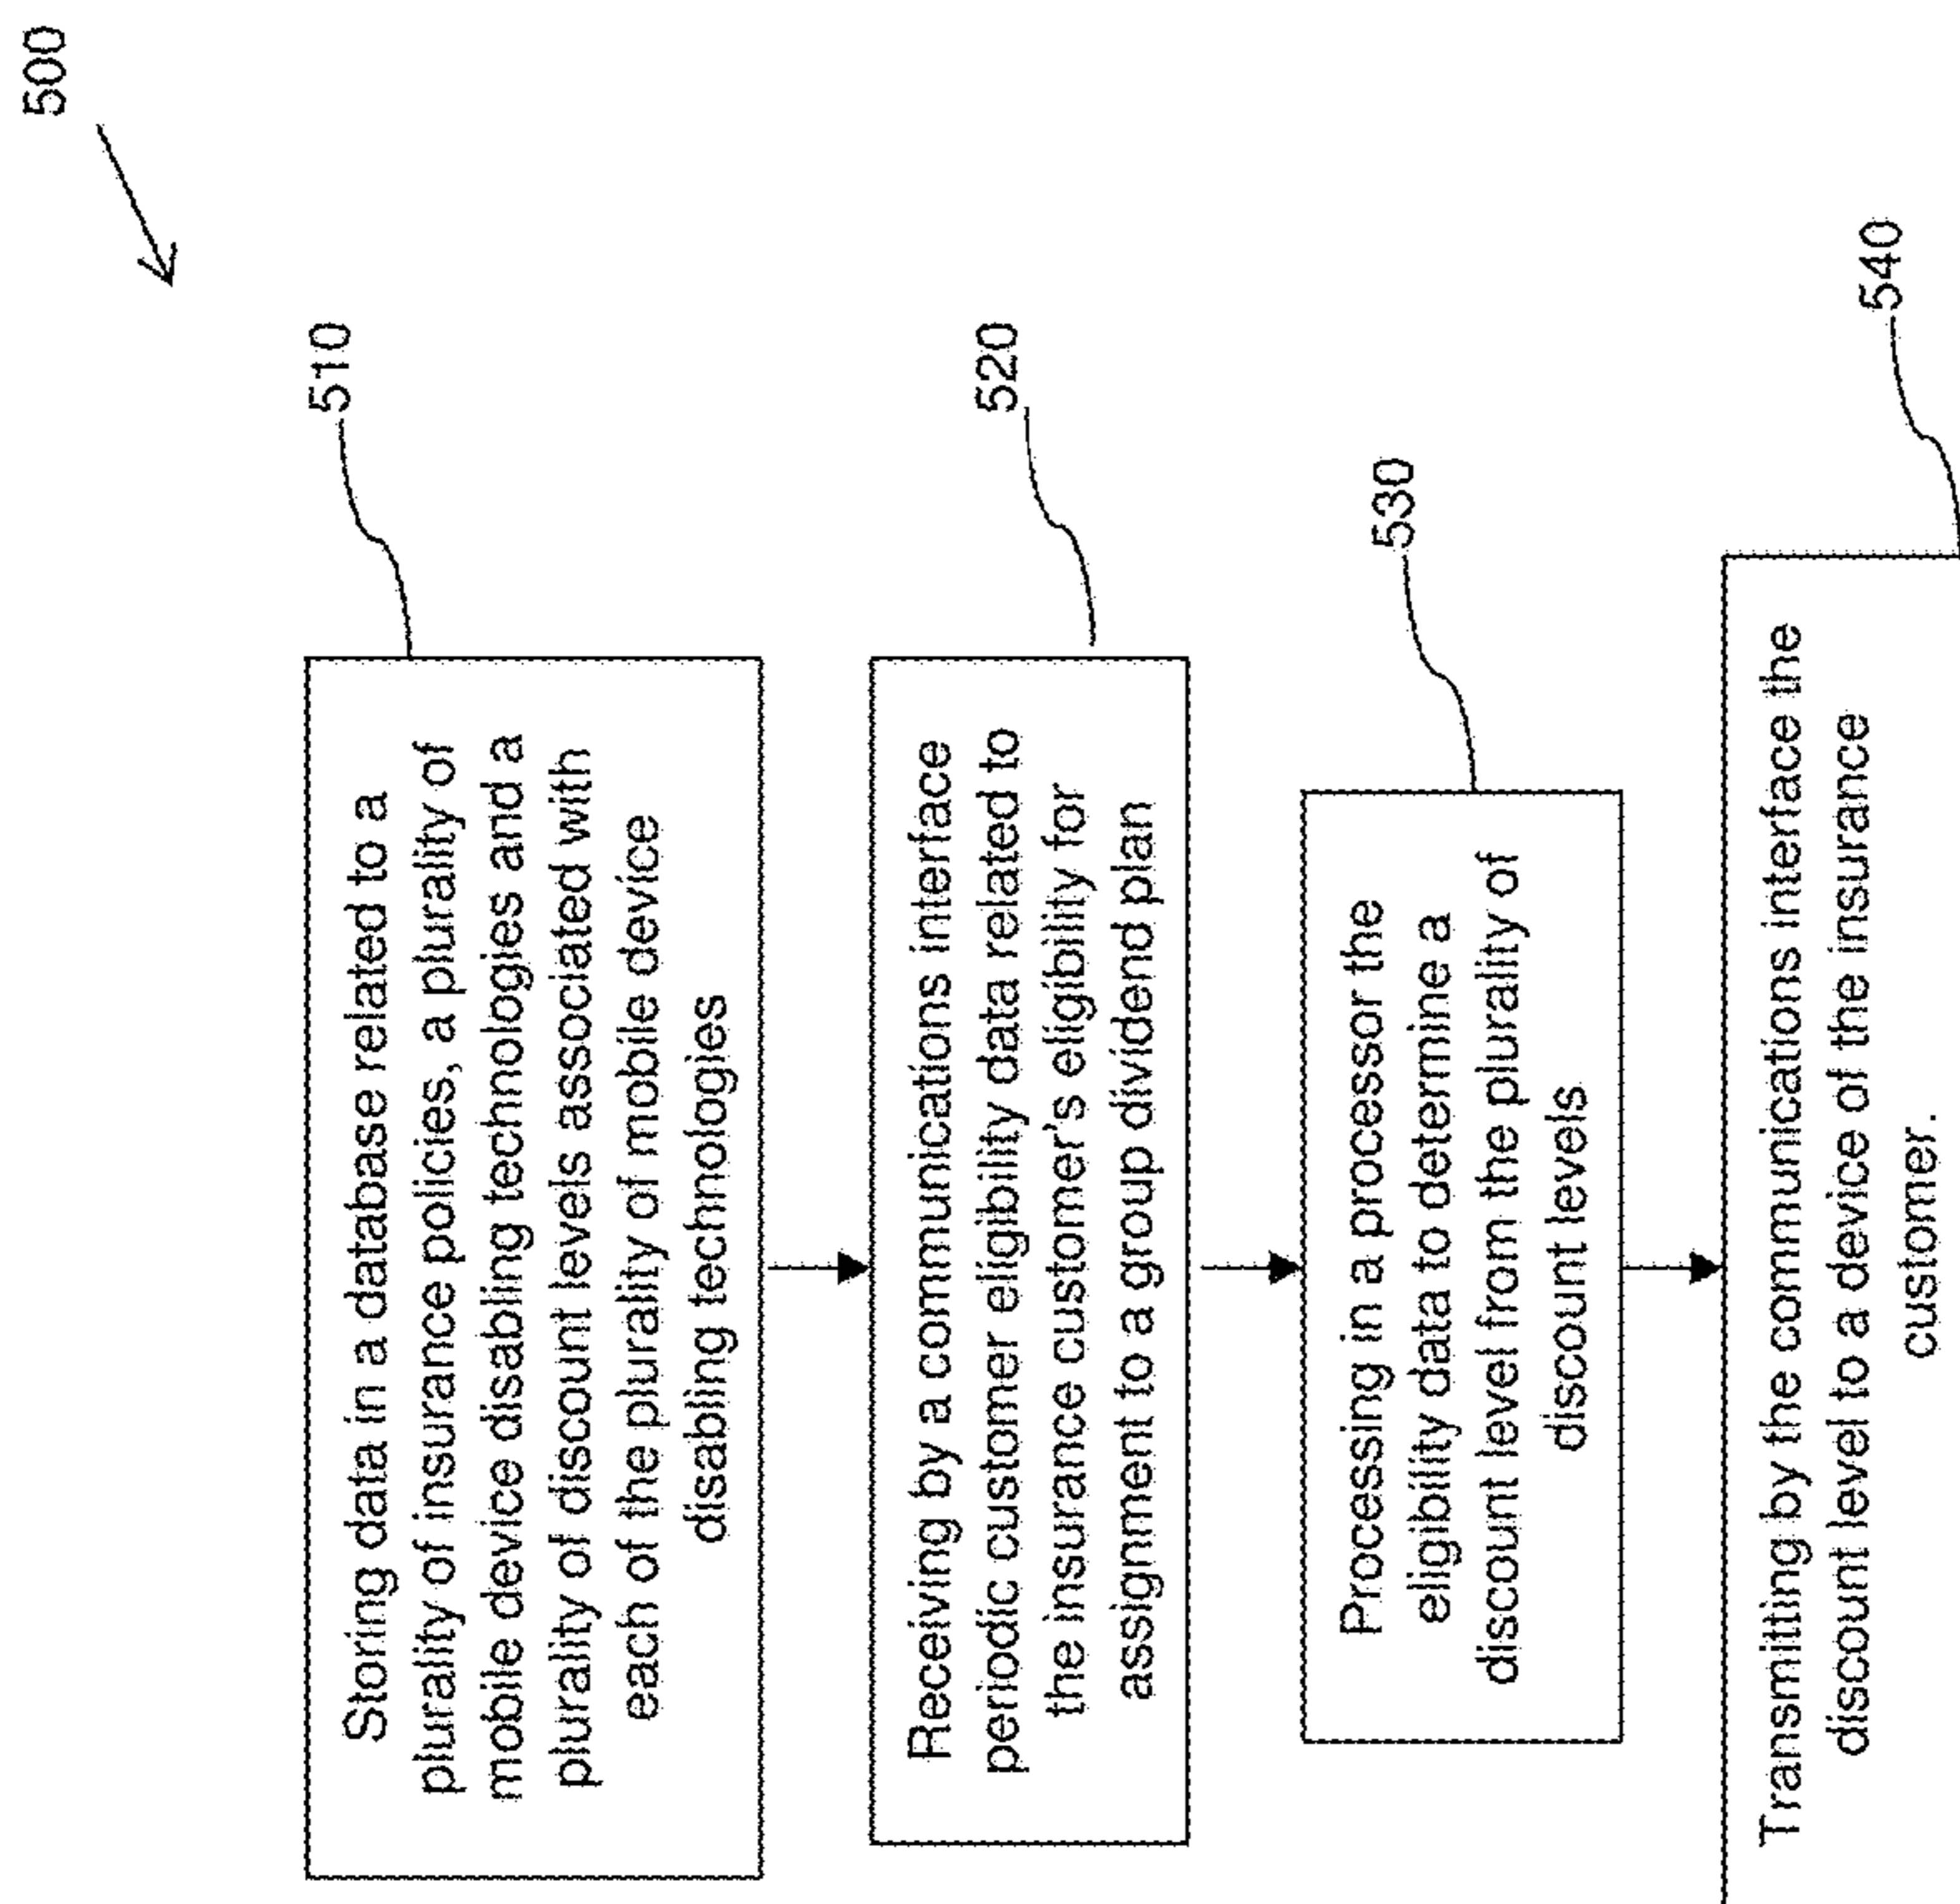 500
510
Storing data in a database related to a
plurality of insurance policies, a plurality of
mobile device disabling technologies and a
plurality of discount levels associated with
each of the plurality of mobile device
disabling technologies
520
Receiving by a communications interface
periodic customer eligibility data related to
the insurance customer's eligibility for
assignment to a group dividend plan
530
Processing in a processor the
eligibility data to determine a
discount level from the plurality of
discount levels
540
Transmitting by the communications interface the
discount level to a device of the insurance
customer.